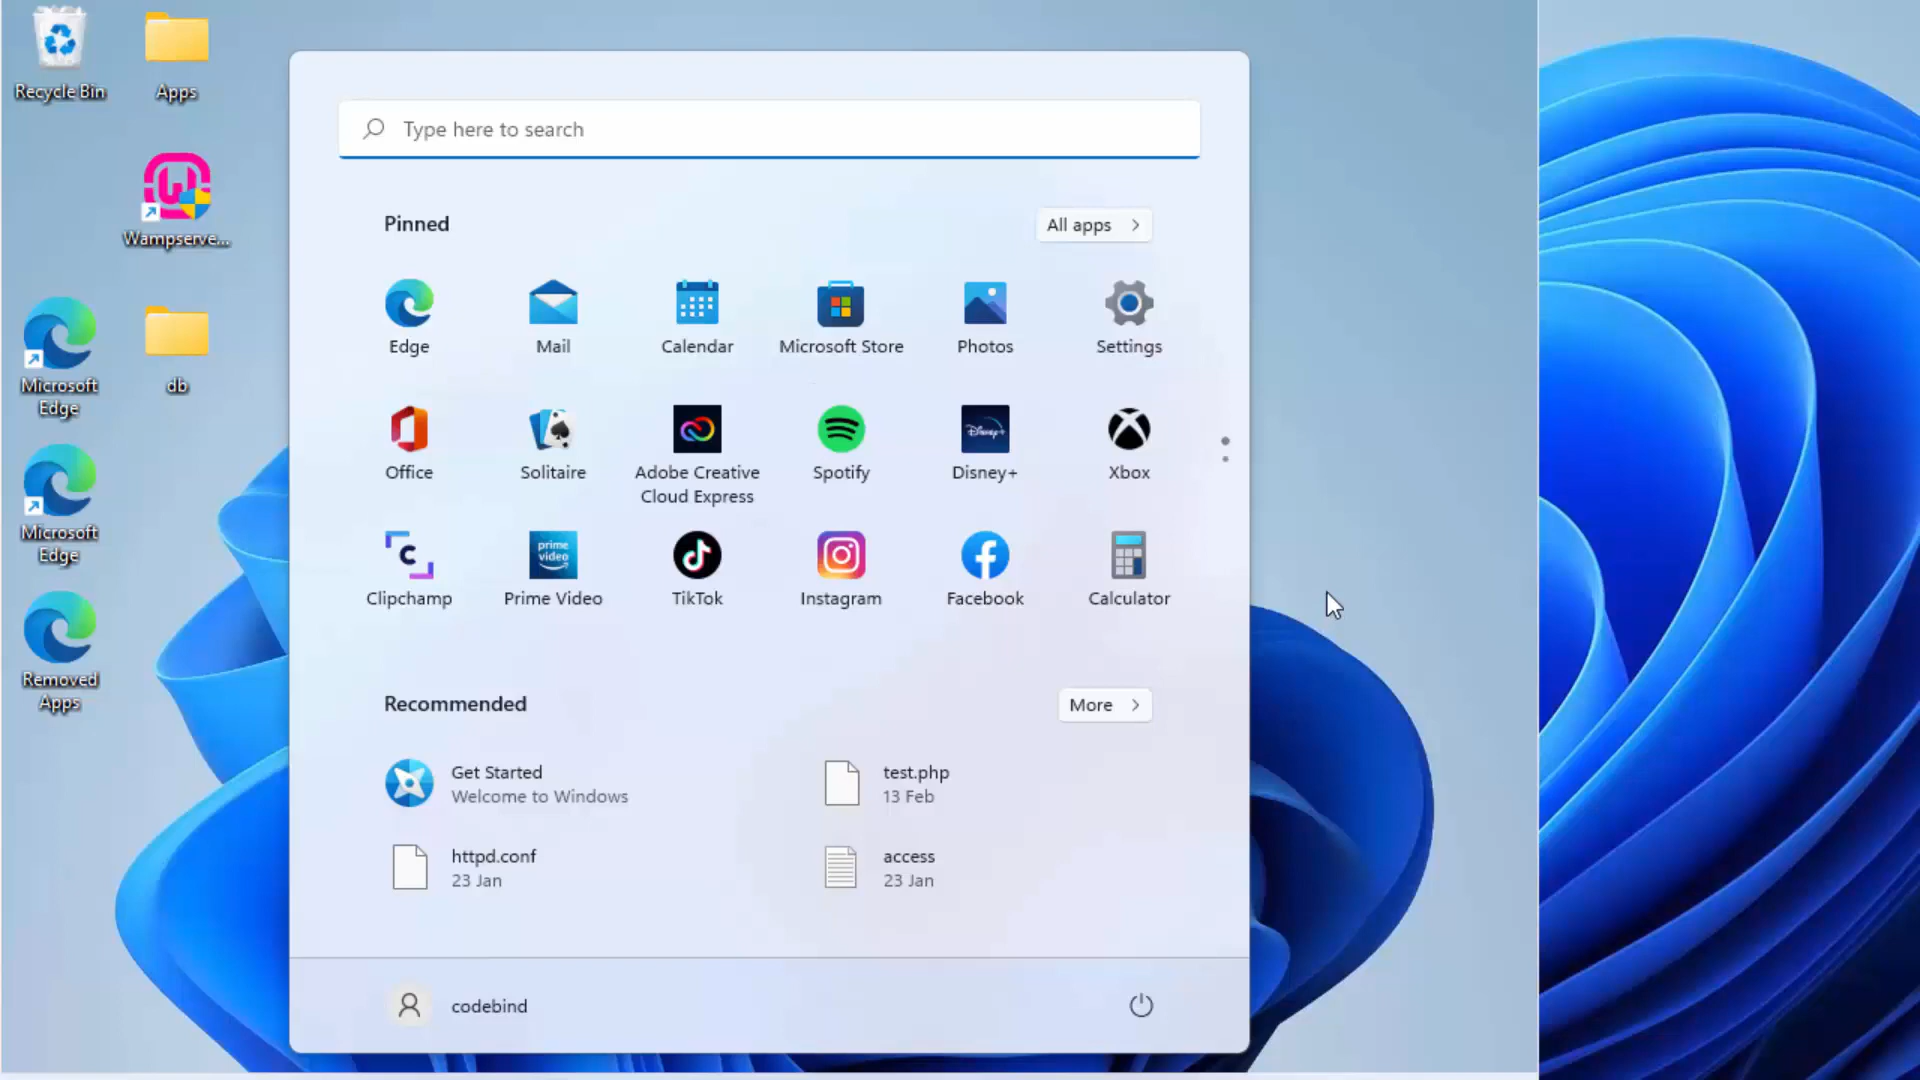 Recycle Bin
Apps
Wampserve...
Microsoft
Edge
db
Microsoft
Edge
Removed
Apps
Type here to search
Pinned
All apps
Edge
Mail
Calendar
Microsoft Store
Photos
Settings
Office
Solitaire
Adobe Creative
Cloud Express
Spotify
Disney+
Disney+
Xbox
C
prime
video
Clipchamp
Prime Video
TikTok
Instagram
Facebook
Calculator
Recommended
More
Get Started
Welcome to Windows
test.php
13 Feb
httpd.conf
23 Jan
access
23 Jan
codebind